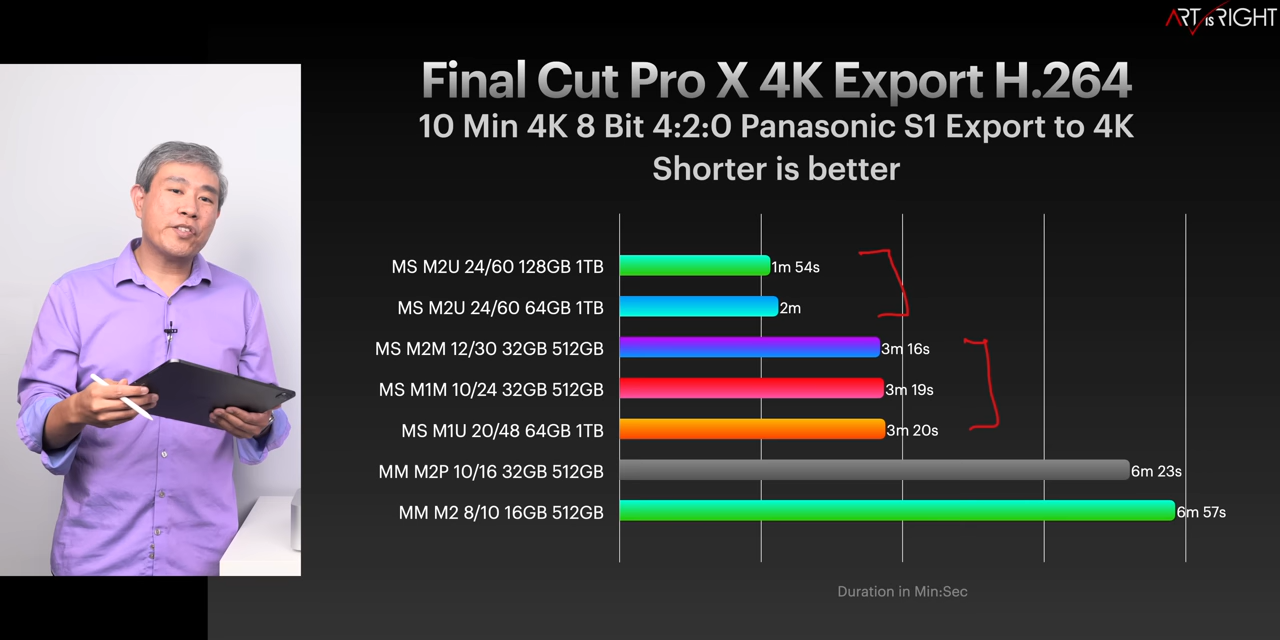 ART IS RIGHT
Final Cut Pro X 4K Export H.264
10 Min 4K 8 Bit 4:2:0 Panasonic S1 Export to 4K
Shorter is better
MS M2U 24/60 128GB 1TB 1m 54s
MS M2U 24/60 64GB 1TB 2m
MS M2M 12/30 32GB 512GB 3m 16s
MS M1M 10/24 32GB 512GB 3m 19s
MS M1U 20/48 64GB 1TB 3m 20s
MM M2P 10/16 32GB 512GB 6m 23s
MM M2 8/10 16GB 512GB 6m 57s
Duration in Min:Sec